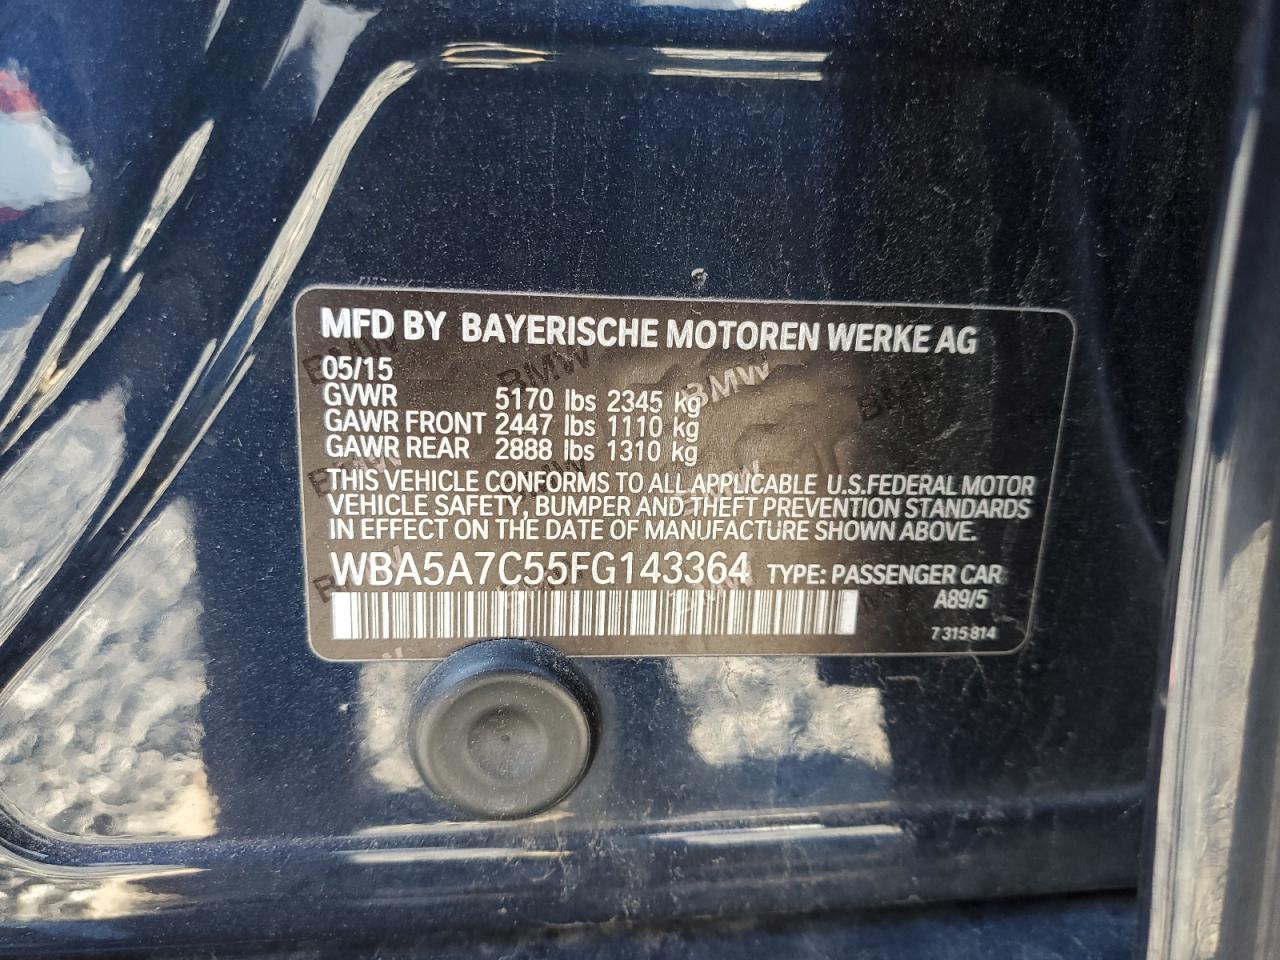 MFD BY BAYERISCHE MOTOREN WERKE AG
05/15
GVWR 5170 lbs 2345 kg
GAWR FRONT 2447 lbs 1110 kg
GAWR REAR 2888 lbs 1310 kg
THIS VEHICLE CONFORMS TO ALL APPLICABLE U.S.FEDERAL MOTOR
VEHICLE SAFETY, BUMPER AND THEFT PREVENTION STANDARDS
IN EFFECT ON THE DATE OF MANUFACTURE SHOWN ABOVE.
WBA5A7C55FG143364 TYPE: PASSENGER CAR
A89/5
7 315 814